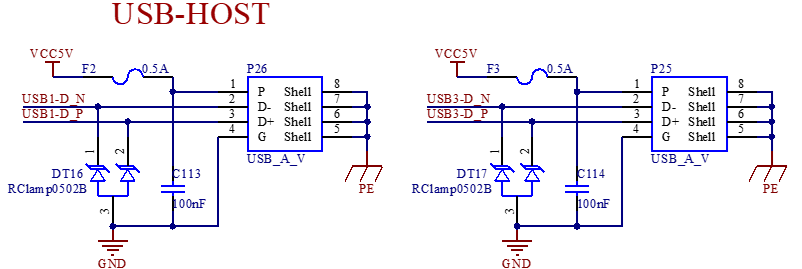 USB-HOST
VCC5V
F2 0.5A
P26
USB1-D_N
USB1-D_P
1 P Shell 8
2 D- Shell 7
3 D+ Shell 6
4 G Shell 5
USB_A_V
1
2
DT16
RClamp0502B
3
C113
100nF
PE
GND
VCC5V
F3 0.5A
P25
USB3-D_N
USB3-D_P
1 P Shell 8
2 D- Shell 7
3 D+ Shell 6
4 G Shell 5
USB_A_V
1
2
DT17
RClamp0502B
3
C114
100nF
PE
GND